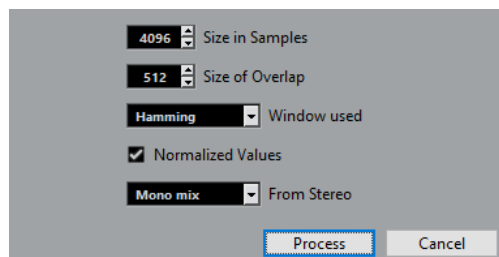 4096 Size in Samples
512 Size of Overlap
Hamming Window used
Normalized Values
Mono mix From Stereo
Process Cancel